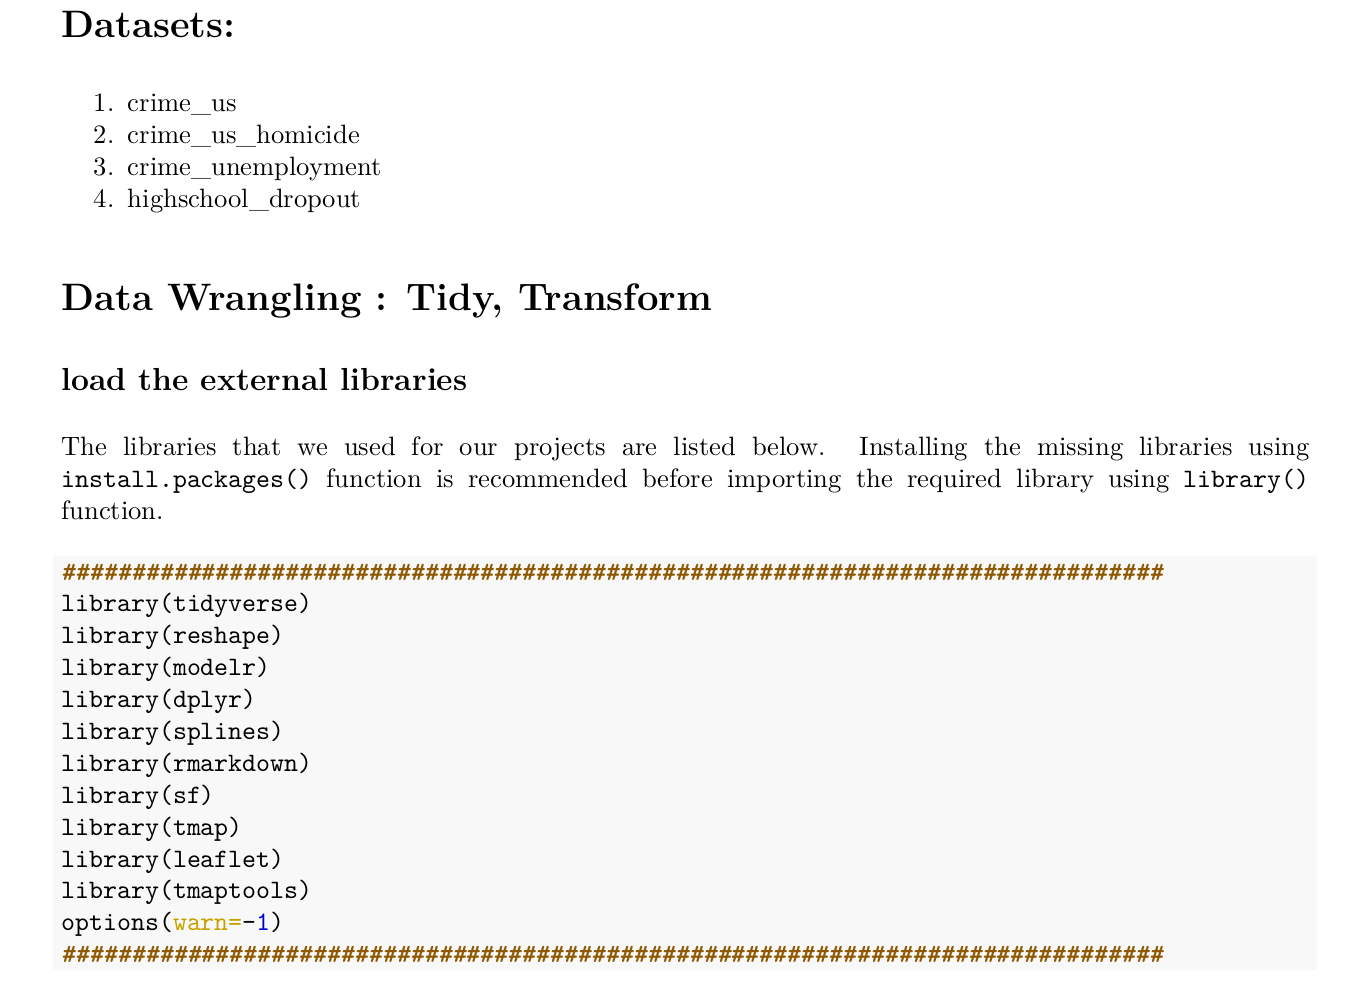 Datasets:
1. crime_us
2. crime_us_homicide
3. crime_unemployment
4. highschool_dropout
Data Wrangling : Tidy, Transform
load the external libraries
The libraries that we used for our projects are listed below. Installing the missing libraries using
install.packages() function is recommended before importing the required library using library()
function.
###############################################################################
library(tidyverse)
library(reshape)
library(modelr)
library(dplyr)
library(splines)
library(rmarkdown)
library(sf)
library(tmap)
library(leaflet)
library(tmaptools)
options(warn=-1)
###############################################################################